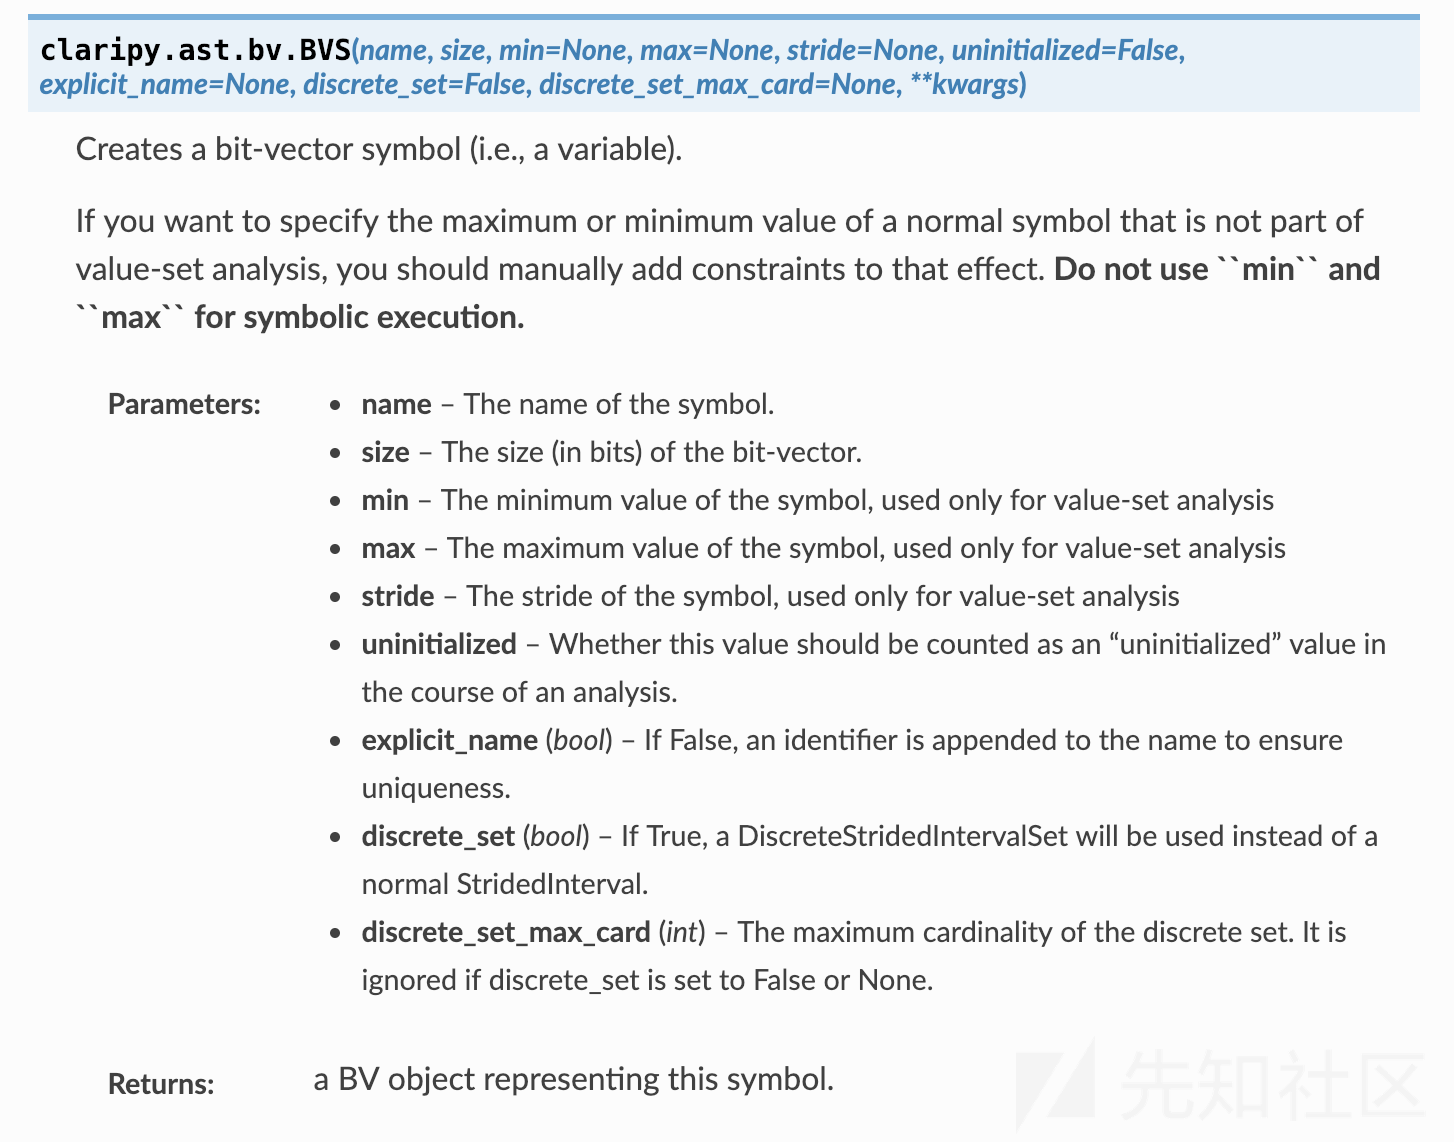 claripy.ast.bv.BVS(name, size, min=None, max=None, stride=None, uninitialized=False,
explicit_name=None, discrete_set=False, discrete_set_max_card=None, **kwargs)
Creates a bit-vector symbol (i.e., a variable).
If you want to specify the maximum or minimum value of a normal symbol that is not part of
value-set analysis, you should manually add constraints to that effect. Do not use ``min`` and
``max`` for symbolic execution.
Parameters:
• name – The name of the symbol.
• size – The size (in bits) of the bit-vector.
• min – The minimum value of the symbol, used only for value-set analysis
• max – The maximum value of the symbol, used only for value-set analysis
• stride – The stride of the symbol, used only for value-set analysis
• uninitialized – Whether this value should be counted as an “uninitialized” value in
the course of an analysis.
• explicit_name (bool) – If False, an identifier is appended to the name to ensure
uniqueness.
• discrete_set (bool) – If True, a DiscreteStridedIntervalSet will be used instead of a
normal StridedInterval.
• discrete_set_max_card (int) – The maximum cardinality of the discrete set. It is
ignored if discrete_set is set to False or None.
Returns: a BV object representing this symbol.
先知社区